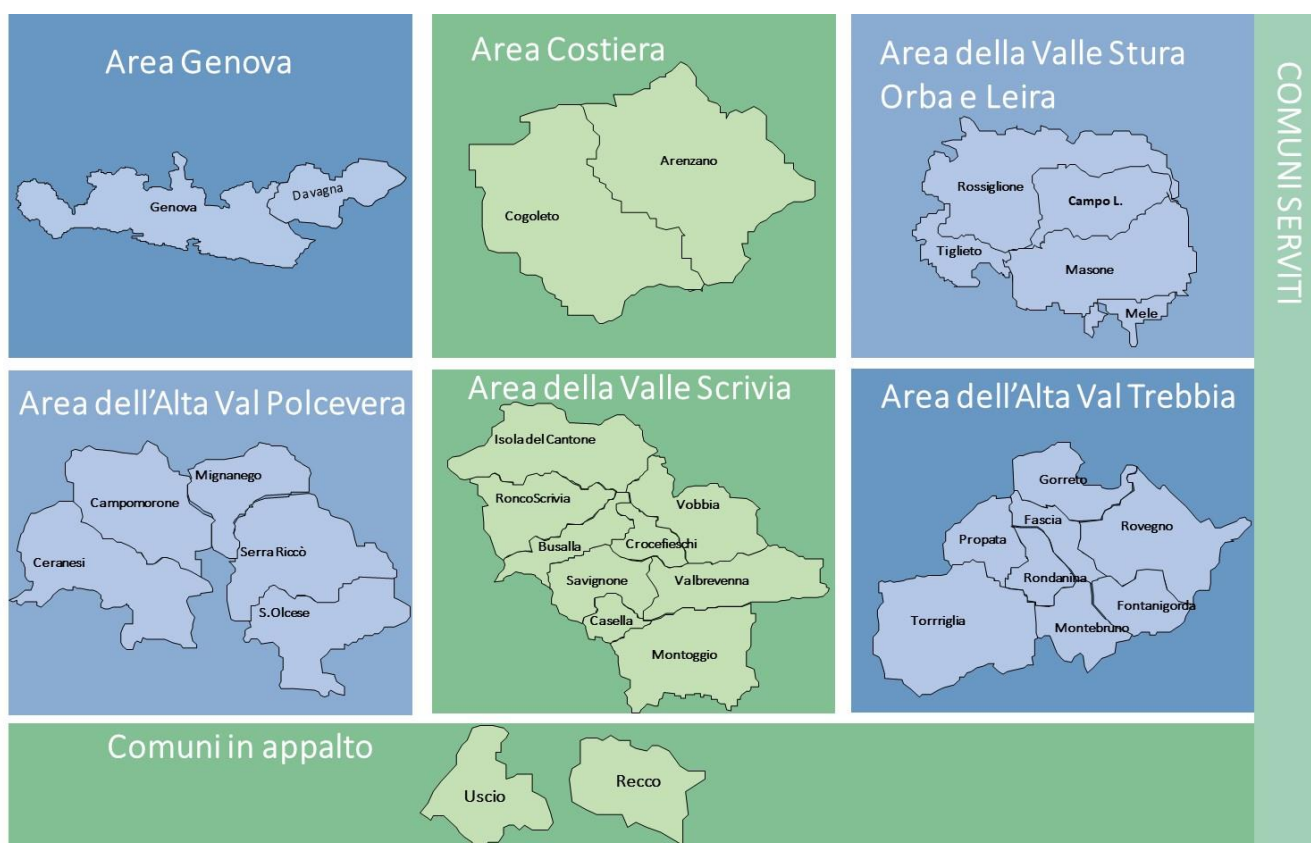 Area Genova
Genova
Davagna
Area Costiera
Arenzano
Cogoleto
Area della Valle Stura
Orba e Leira
Rossiglione
Campo L.
Tiglieto
Masone
Mele
COMUNI SERVITI
Area dell'Alta Val Polcevera
Mignanego
Campomorone
Serra Riccò
Ceranesi
S.Olcese
Area della Valle Scrivia
Isola del Cantone
Ronco Scrivia
Vobbia
Busalla
Crocefieschi
Savignone
Valbrevenna
Casella
Montoggio
Area dell'Alta Val Trebbia
Gorreto
Fascia
Rovegno
Propata
Rondanina
Fontanigorda
Torrriglia
Montebruno
Comuni in appalto
Uscio
Recco